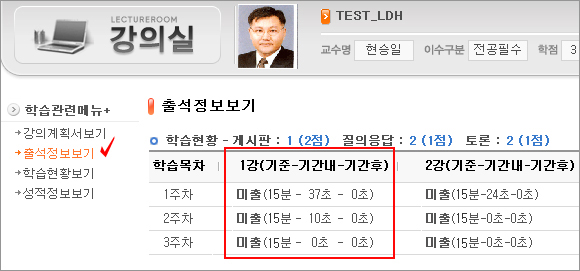 LECTUREROOM
강의실
TEST_LDH
교수명 현승일 이수구분 전공필수 학점 3
학습관련메뉴+
강의계획서보기
출석정보보기
학습현황보기
성적정보보기
출석정보보기
학습현황 - 게시판 : 1 (2점) 질의응답 : 2 (1점) 토론 : 2 (1점)
학습목차 1강(기준-기간내-기간후) 2강(기준-기간내-기간후)
1주차 미출(15분 - 37초 - 0초) 미출(15분-24초-0초)
2주차 미출(15분 - 10초 - 0초) 미출(15분-0초-0초)
3주차 미출(15분 - 0초 - 0초) 미출(15분-0초-0초)